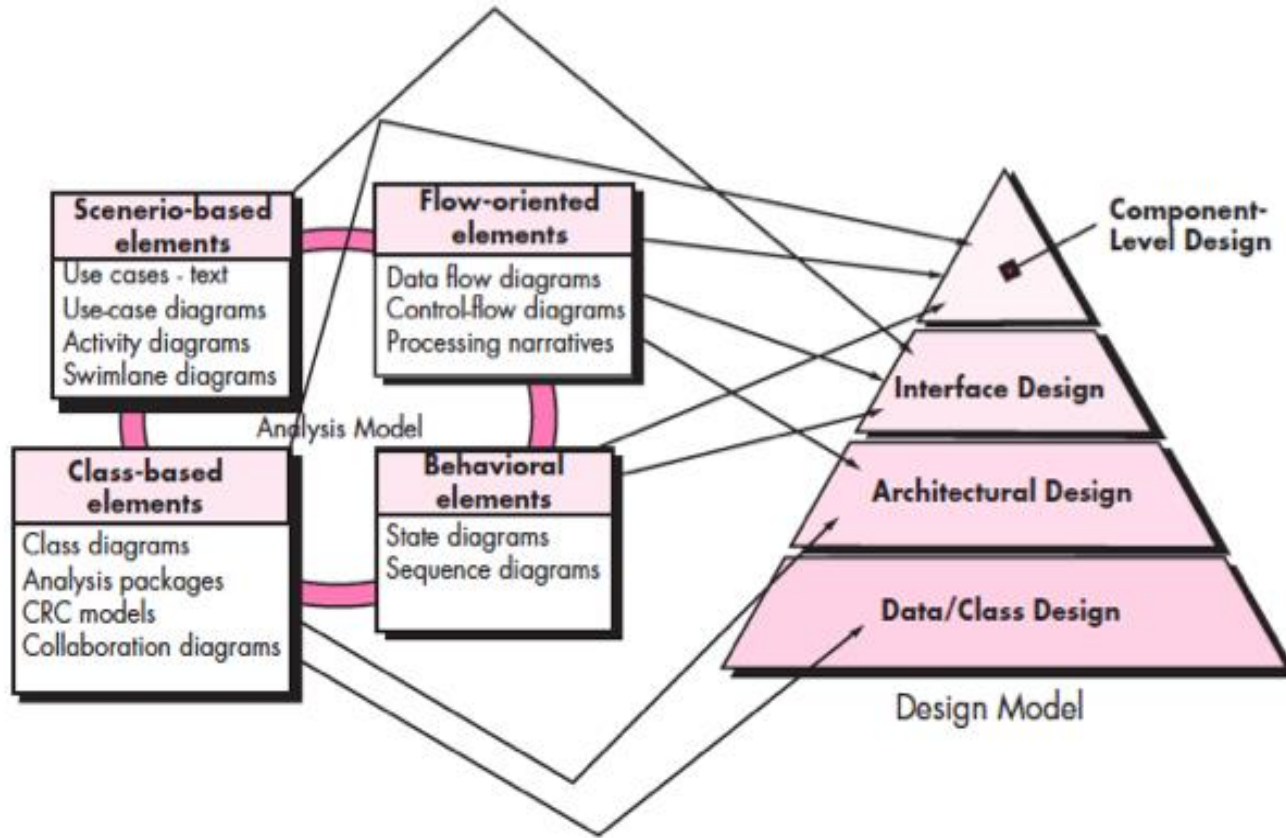 Scenerio-based
elements
Use cases - text
Use-case diagrams
Activity diagrams
Swimlane diagrams
Flow-oriented
elements
Data flow diagrams
Control-flow diagrams
Processing narratives
Analysis Model
Class-based
elements
Class diagrams
Analysis packages
CRC models
Collaboration diagrams
Behavioral
elements
State diagrams
Sequence diagrams
Component-
Level Design
Interface Design
Architectural Design
Data/Class Design
Design Model